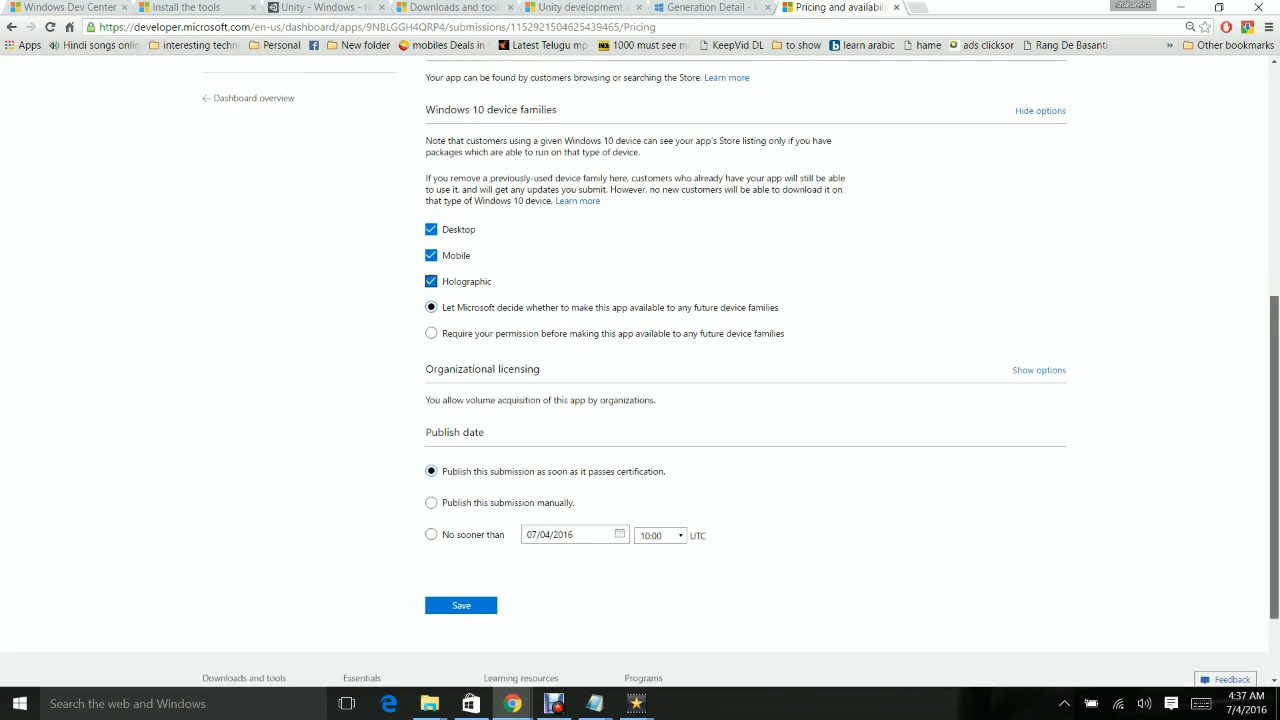 Windows Dev Center
Install the tools
Unity - Windows - H
Downloads and tool
Unity development
Generation Detail - V
Pricing and availabili
shanaksha
https://developer.microsoft.com/en-us/dashboard/apps/9NBLGGH4QRP4/submissions/1152921504625439465/Pricing
Apps
Hindi songs online
interesting techno
Personal
New folder
mobiles Deals in
Latest Telugu mp
1000 must see m
KeepVid DL
to show
learn arabic
hame
ads clickson
Rang De Basanti
»
Other bookmarks
Your app can be found by customers browsing or searching the Store. Learn more
← Dashboard overview
Windows 10 device families
Hide options
Note that customers using a given Windows 10 device can see your app's Store listing only if you have
packages which are able to run on that type of device.
If you remove a previously-used device family here, customers who already have your app will still be able
to use it, and will get any updates you submit. However, no new customers will be able to download it on
that type of Windows 10 device. Learn more
Desktop
Mobile
Holographic
Let Microsoft decide whether to make this app available to any future device families
Require your permission before making this app available to any future device families
Organizational licensing
Show options
You allow volume acquisition of this app by organizations.
Publish date
Publish this submission as soon as it passes certification.
Publish this submission manually.
No sooner than 07/04/2016 10:00 UTC
Save
Downloads and tools
Essentials
Learning resources
Programs
Feedback
Search the web and Windows
4:37 AM
7/4/2016